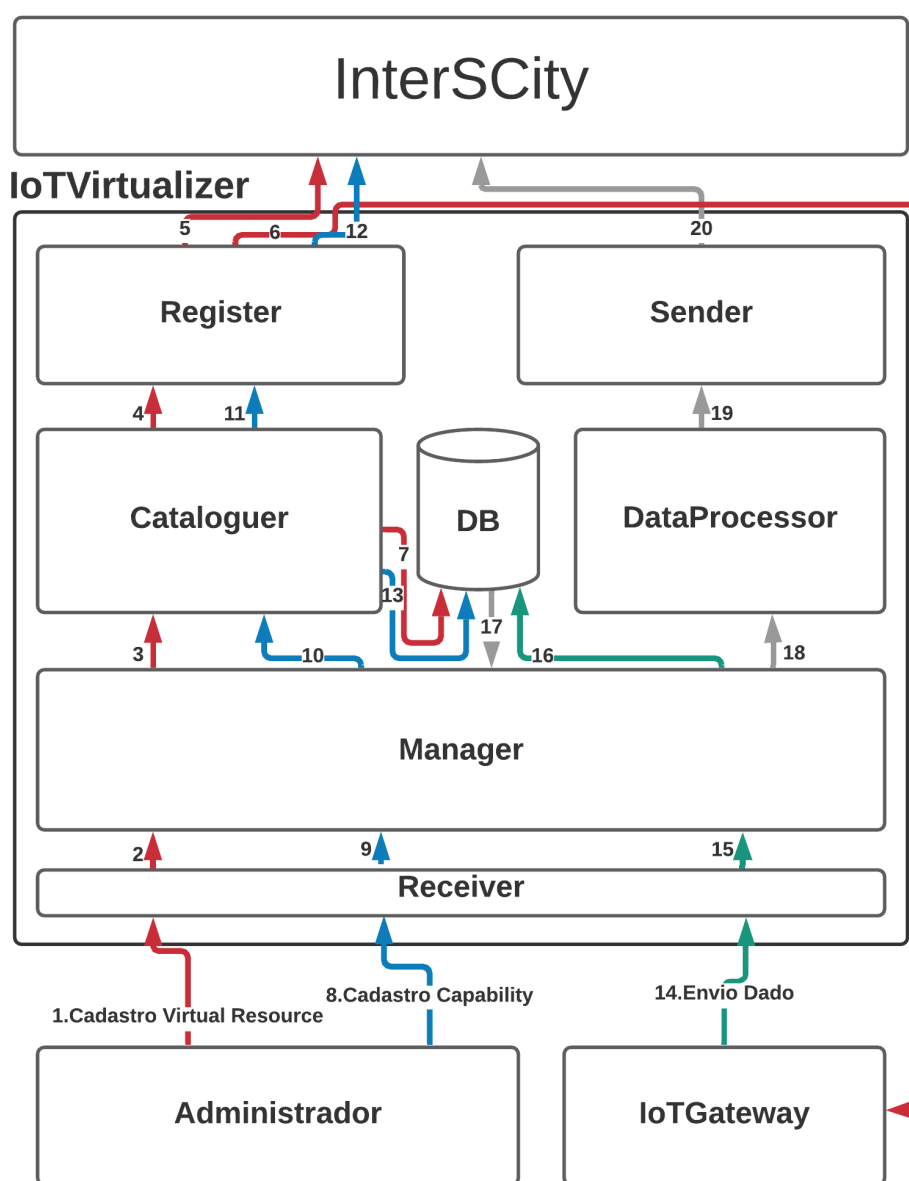 InterSCity
IoTVirtualizer
5
6
12
20
Register
Sender
4
11
19
Cataloguer
DB
DataProcessor
7
13
17
3
10
16
18
Manager
2
9
15
Receiver
8.Cadastro Capability
14.Envio Dado
1.Cadastro Virtual Resource
Administrador
IoTGateway